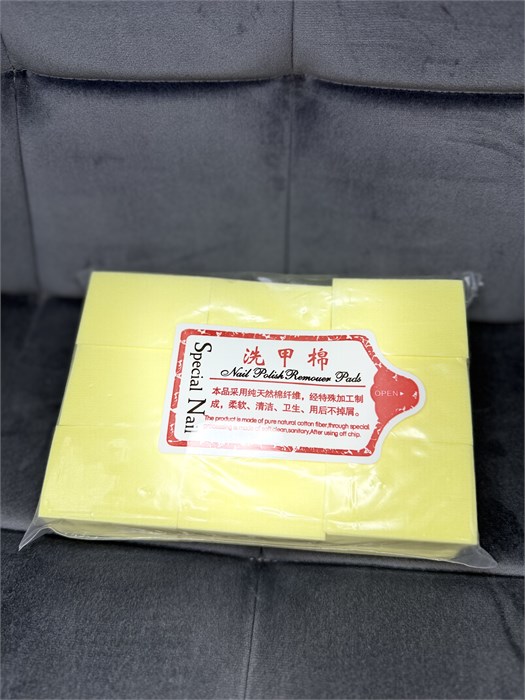 Special Nail
洗甲棉
Nail Polish Remouer Pads
本品采用纯天然棉纤维，经特殊加工制
成，柔软、清洁、卫生、用后不掉屑。
The product is made of pure natural cotton fiber,through special
clean,sanitary,After using off chip.
OPEN